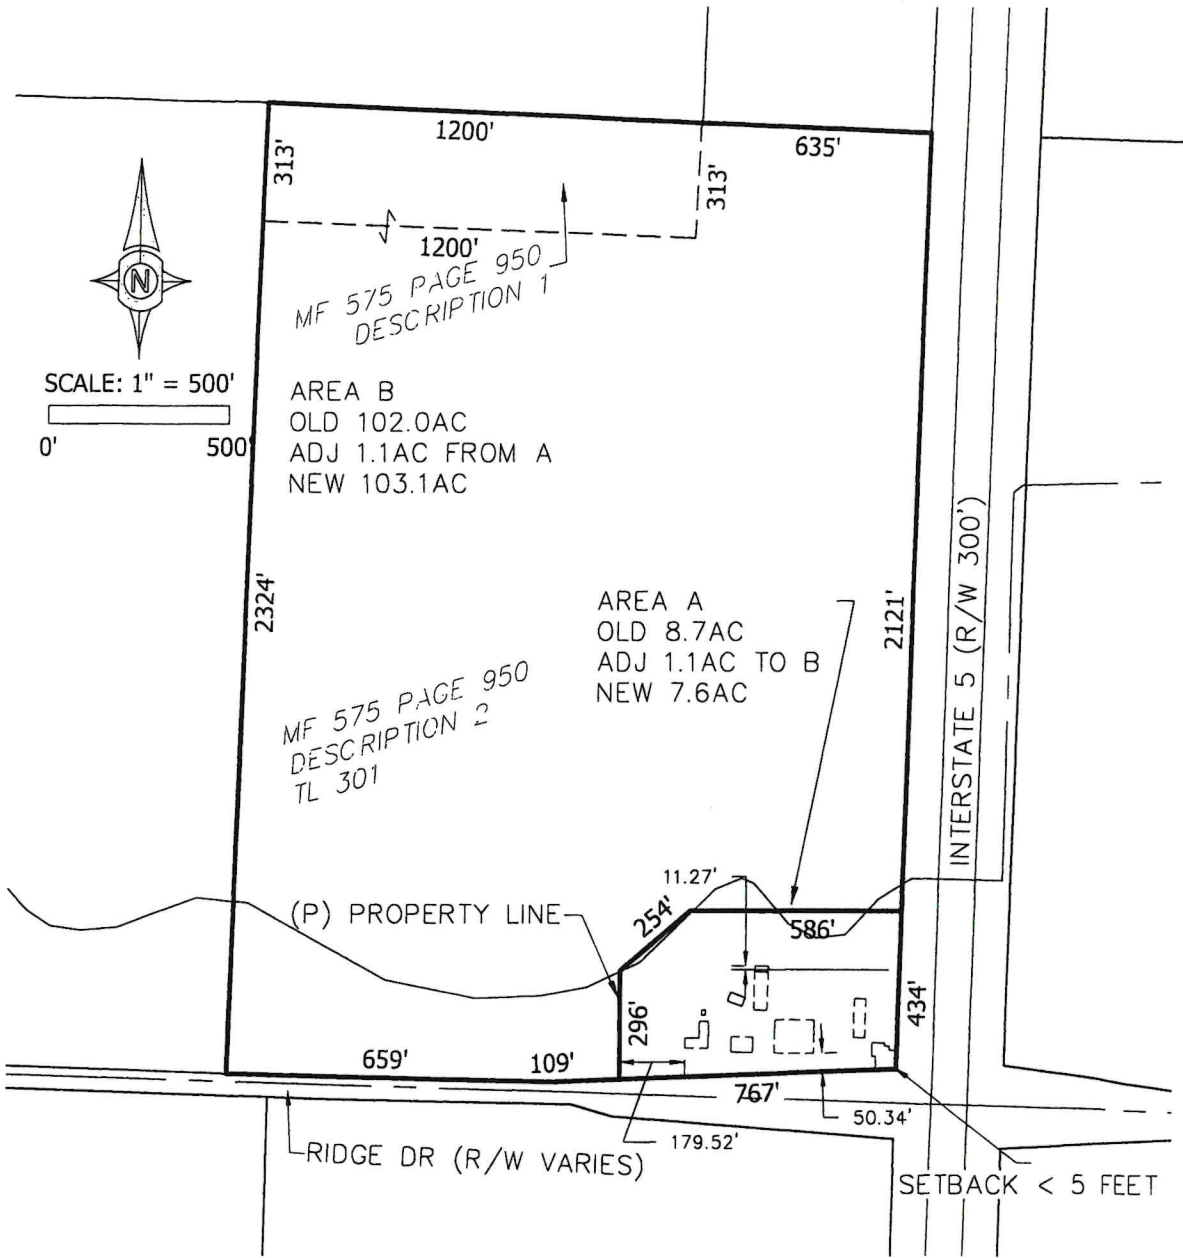 1200'
635'
313'
313'
1200'
MF 575 PAGE 950
DESCRIPTION 1
N
SCALE: 1" = 500'
0' 500'
AREA B
OLD 102.0AC
ADJ 1.1AC FROM A
NEW 103.1AC
2324'
AREA A
OLD 8.7AC
ADJ 1.1AC TO B
NEW 7.6AC
2121'
INTERSTATE 5 (R/W 300')
MF 575 PAGE 950
DESCRIPTION 2
TL 301
11.27'
(P) PROPERTY LINE
254'
586'
296'
434'
659'
109'
767'
50.34'
179.52'
RIDGE DR (R/W VARIES)
SETBACK < 5 FEET